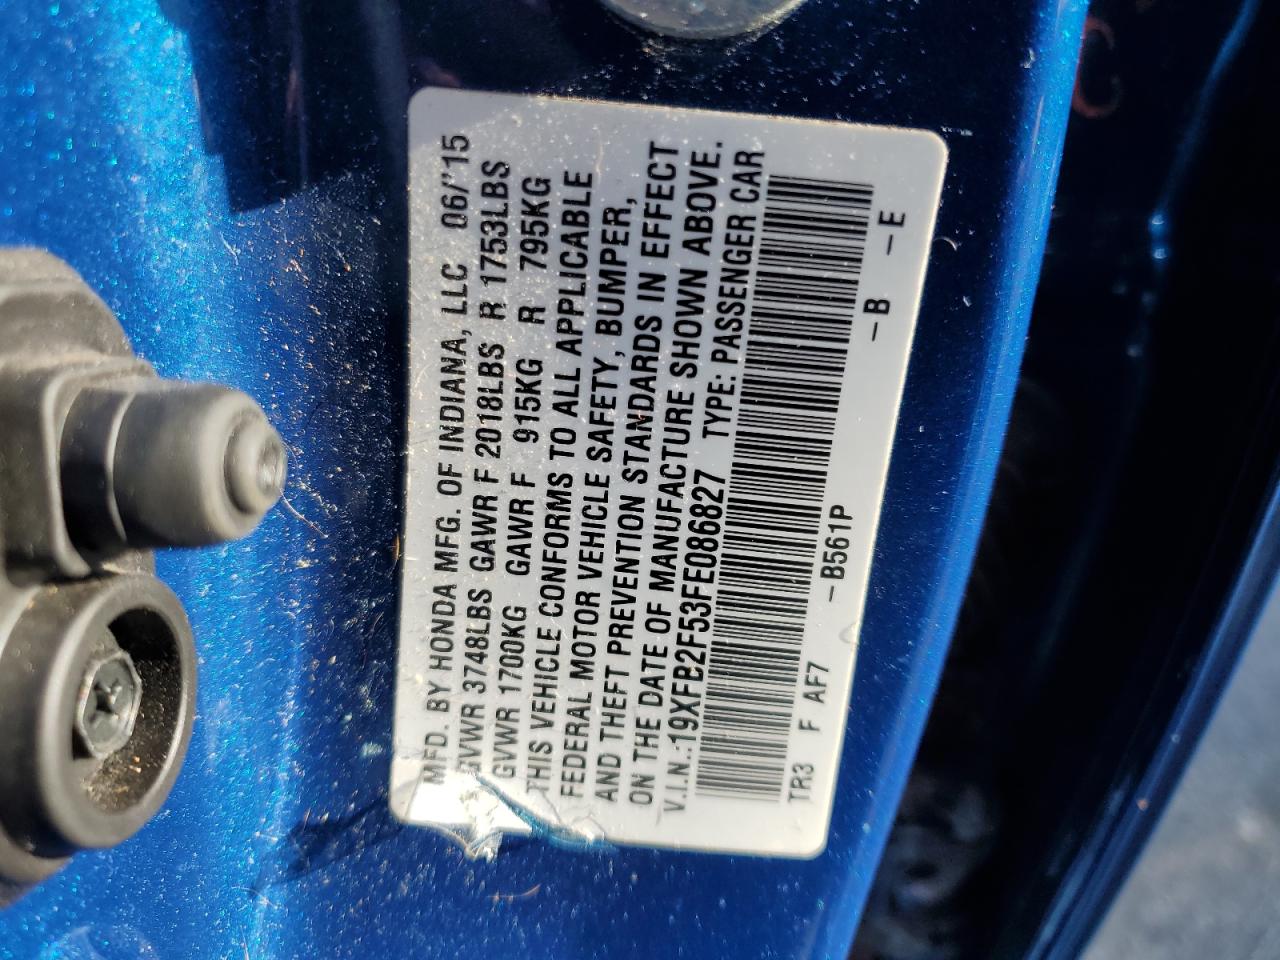 MFD. BY HONDA MFG. OF INDIANA, LLC 06/'15
GVWR 3748LBS GAWR F 2018LBS R 1753LBS
GVWR 1700KG GAWR F 915KG R 795KG
THIS VEHICLE CONFORMS TO ALL APPLICABLE
FEDERAL MOTOR VEHICLE SAFETY, BUMPER,
AND THEFT PREVENTION STANDARDS IN EFFECT
ON THE DATE OF MANUFACTURE SHOWN ABOVE.
V.I.N.:19XFB2F53FE086827 TYPE: PASSENGER CAR
TR3 F AF7 -B561P -B -E